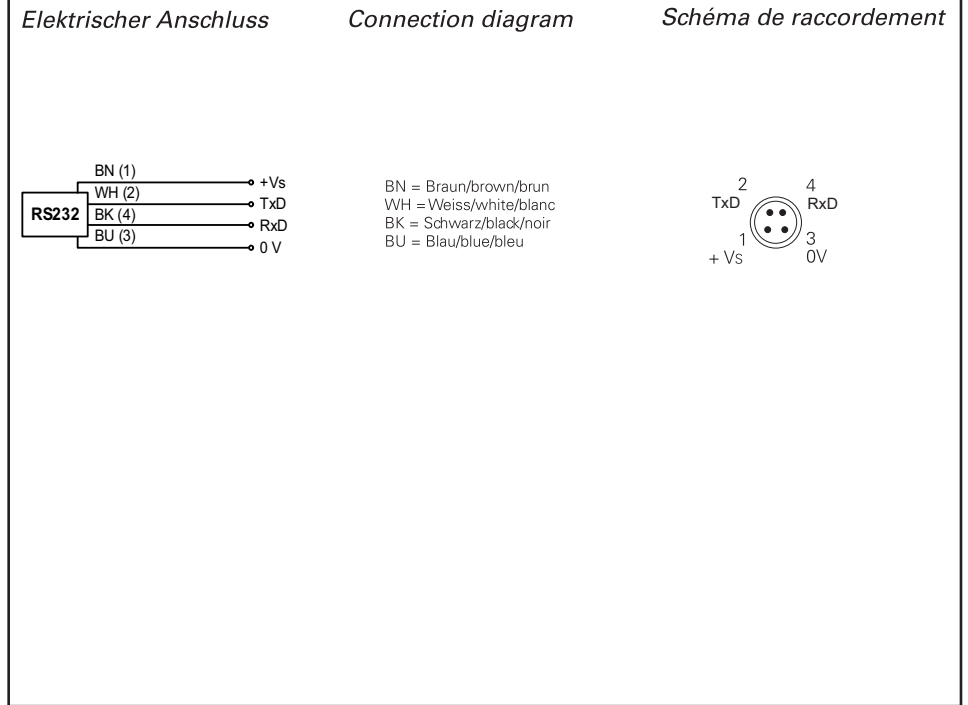 Elektrischer Anschluss
Connection diagram
Schéma de raccordement
BN (1)
+Vs
WH (2)
TxD
RS232
BK (4)
RxD
BU (3)
0 V
BN = Braun/brown/brun
WH = Weiss/white/blanc
BK = Schwarz/black/noir
BU = Blau/blue/bleu
2
4
TxD
RxD
1
3
+ Vs
0V